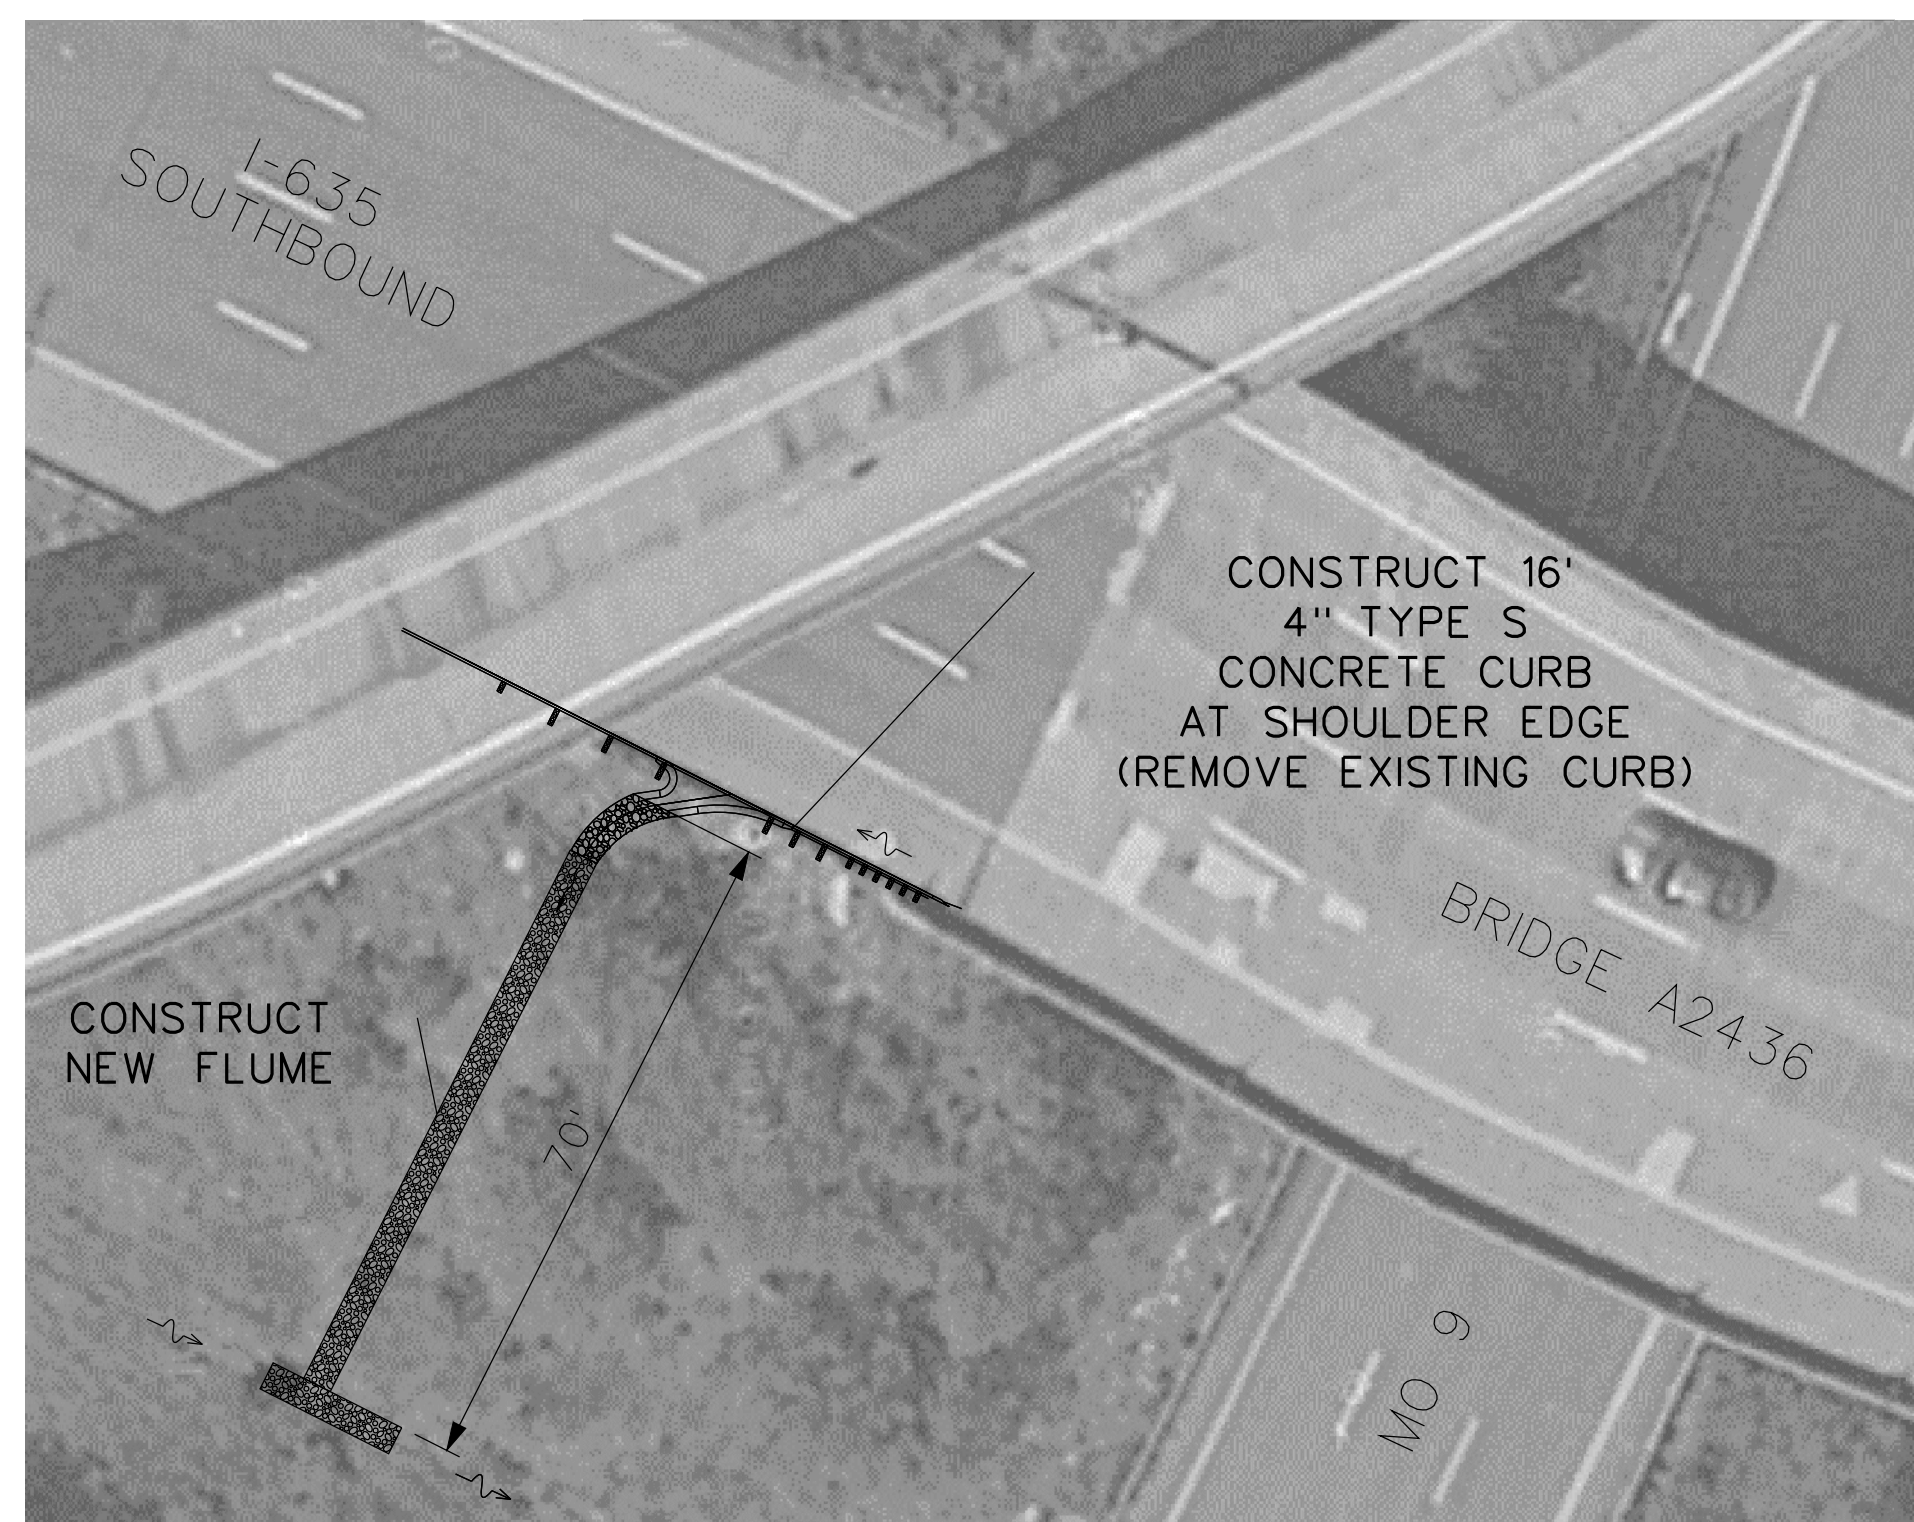 I-635
SOUTHBOUND
CONSTRUCT 16'
4" TYPE S
CONCRETE CURB
AT SHOULDER EDGE
(REMOVE EXISTING CURB)
BRIDGE A2436
CONSTRUCT
NEW FLUME
70'
MO 9